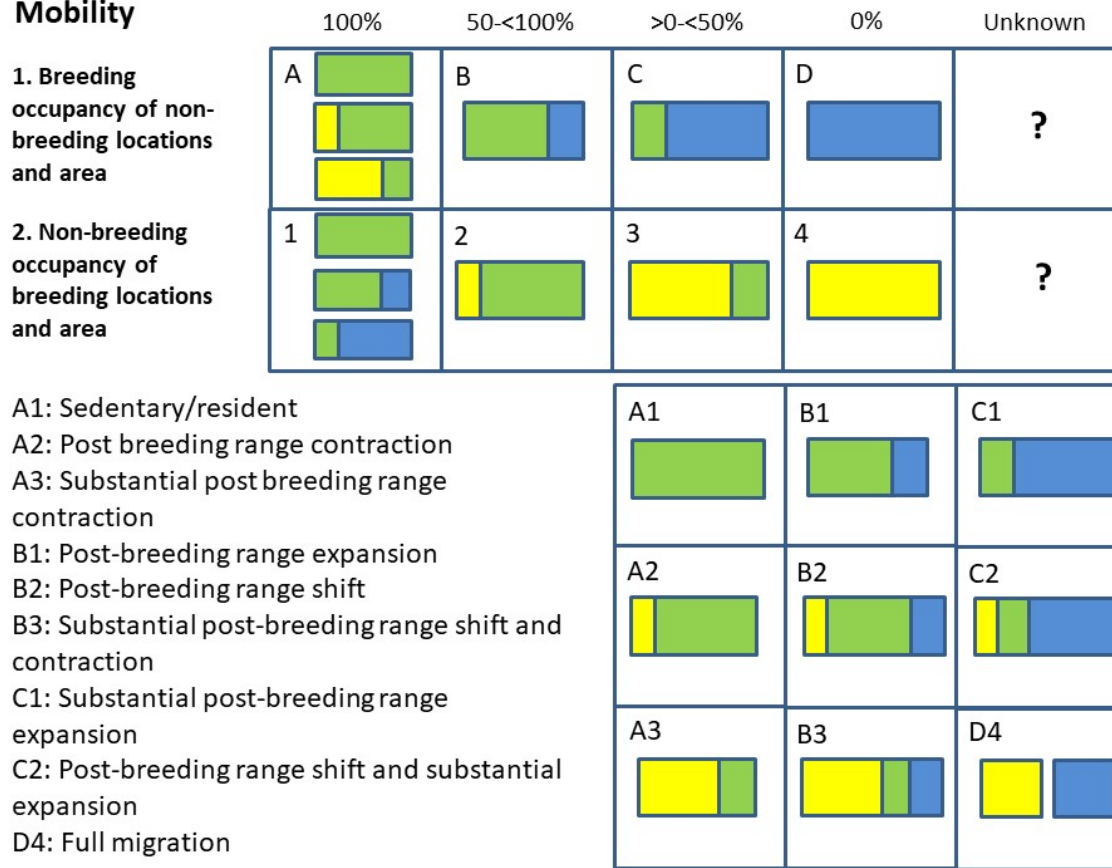 Mobility
100% 50-<100% >0-<50% 0% Unknown
1. Breeding
occupancy of non-
breeding locations
and area
A B C D ?
2. Non-breeding
occupancy of
breeding locations
and area
1 2 3 4 ?
A1: Sedentary/resident
A2: Post breeding range contraction
A3: Substantial post breeding range
contraction
B1: Post-breeding range expansion
B2: Post-breeding range shift
B3: Substantial post-breeding range shift and
contraction
C1: Substantial post-breeding range
expansion
C2: Post-breeding range shift and substantial
expansion
D4: Full migration
A1 B1 C1
A2 B2 C2
A3 B3 D4